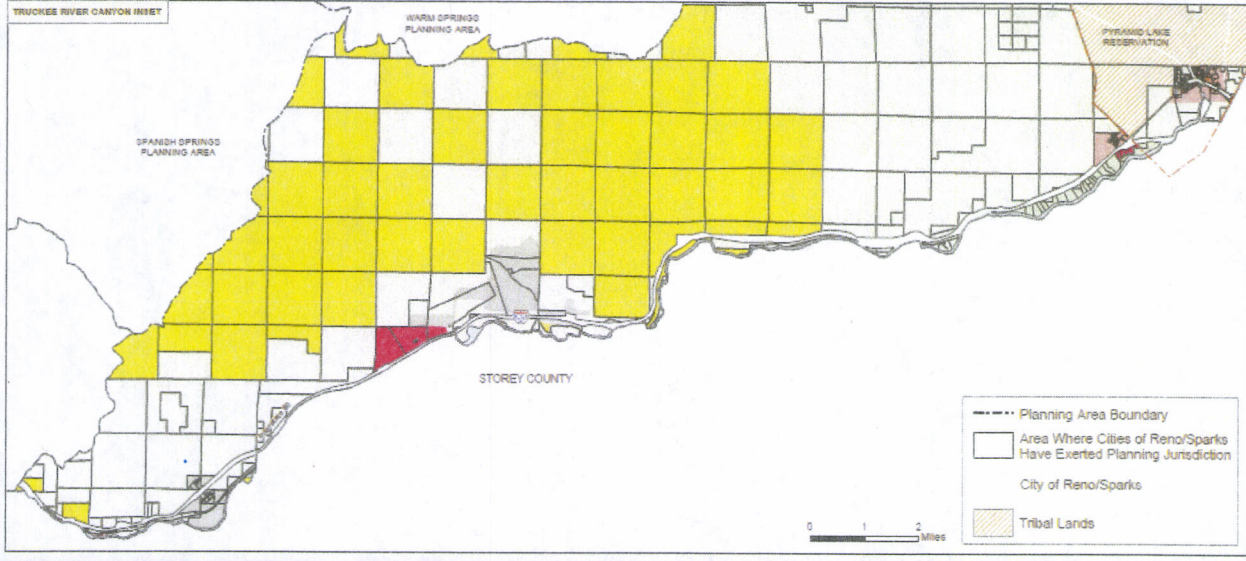 TRUCKEE RIVER CANYON INSET
WARM SPRINGS
PLANNING AREA
PYRAMID LAKE
RESERVATION
SPANISH SPRINGS
PLANNING AREA
STOREY COUNTY
Planning Area Boundary
Area Where Cities of Reno/Sparks
Have Exerted Planning Jurisdiction
City of Reno/Sparks
Tribal Lands
0 1 2
Miles